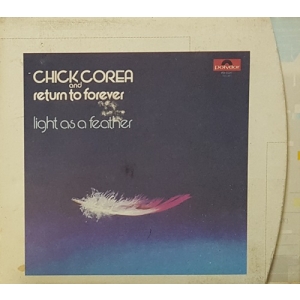 CHICK COREA
and
return to forever
light as a feather
polydor